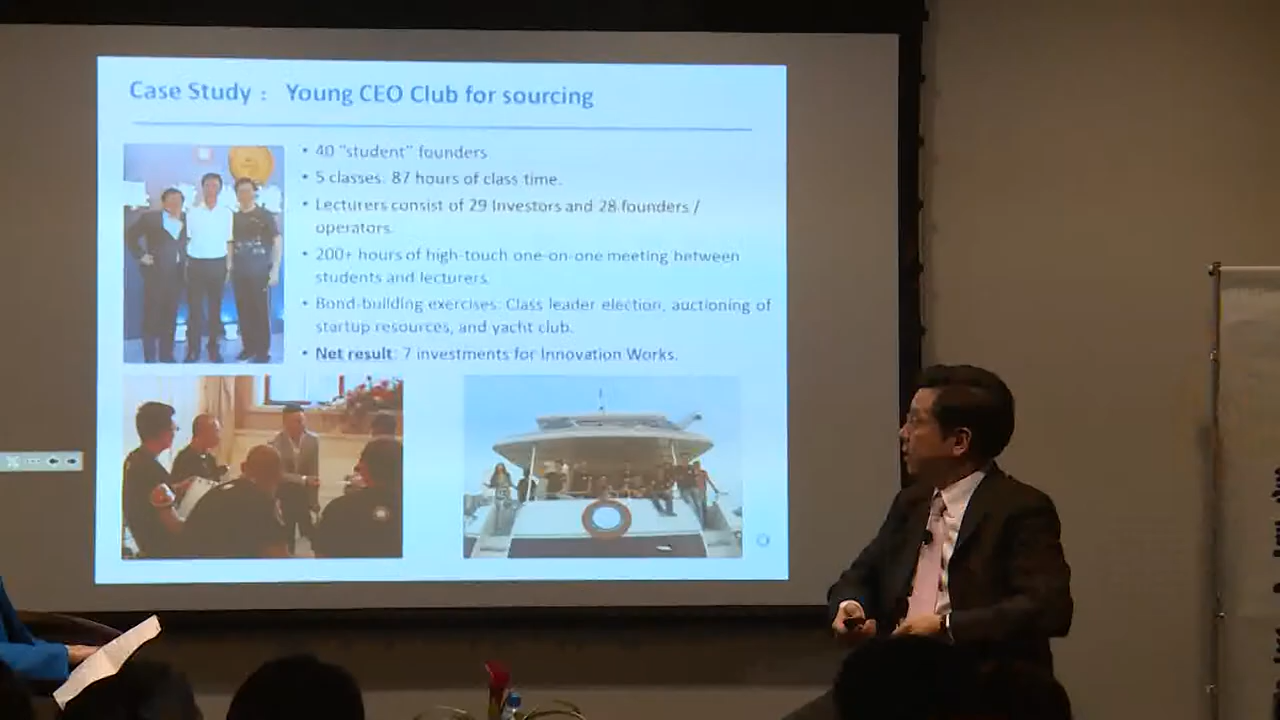 Case Study : Young CEO Club for sourcing
• 40 "student" founders
• 5 classes: 87 hours of class time.
• Lecturers consist of 29 Investors and 28 founders /
operators.
• 200+ hours of high-touch one-on-one meeting between
students and lecturers.
• Bond-building exercises: Class leader election, auctioning of
startup resources, and yacht club.
• Net result: 7 investments for Innovation Works.